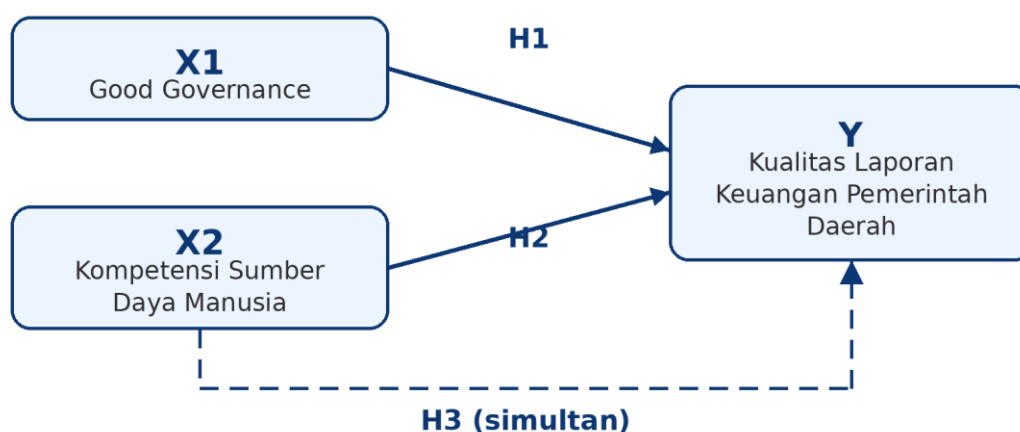 X1
Good Governance
H1
Y
Kualitas Laporan
Keuangan Pemerintah
Daerah
X2
Kompetensi Sumber
Daya Manusia
H2
H3 (simultan)